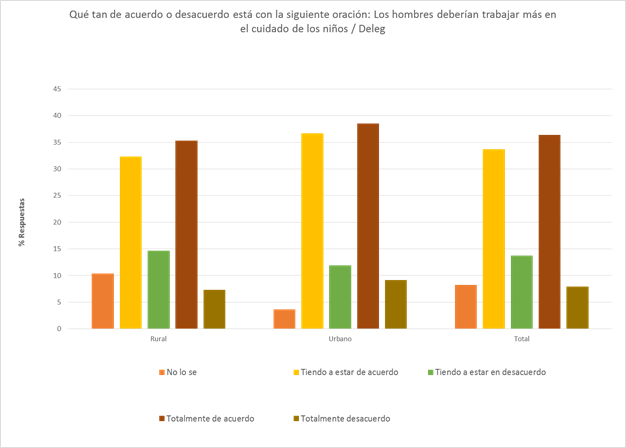 Qué tan de acuerdo o desacuerdo está con la siguiente oración: Los hombres deberían trabajar más en
el cuidado de los niños / Deleg
45
40
35
30
25
20
15
10
5
0
% Respuestas
Rural Urbano Total
No lo se Tiendo a estar de acuerdo Tiendo a estar en desacuerdo
Totalmente de acuerdo Totalmente desacuerdo